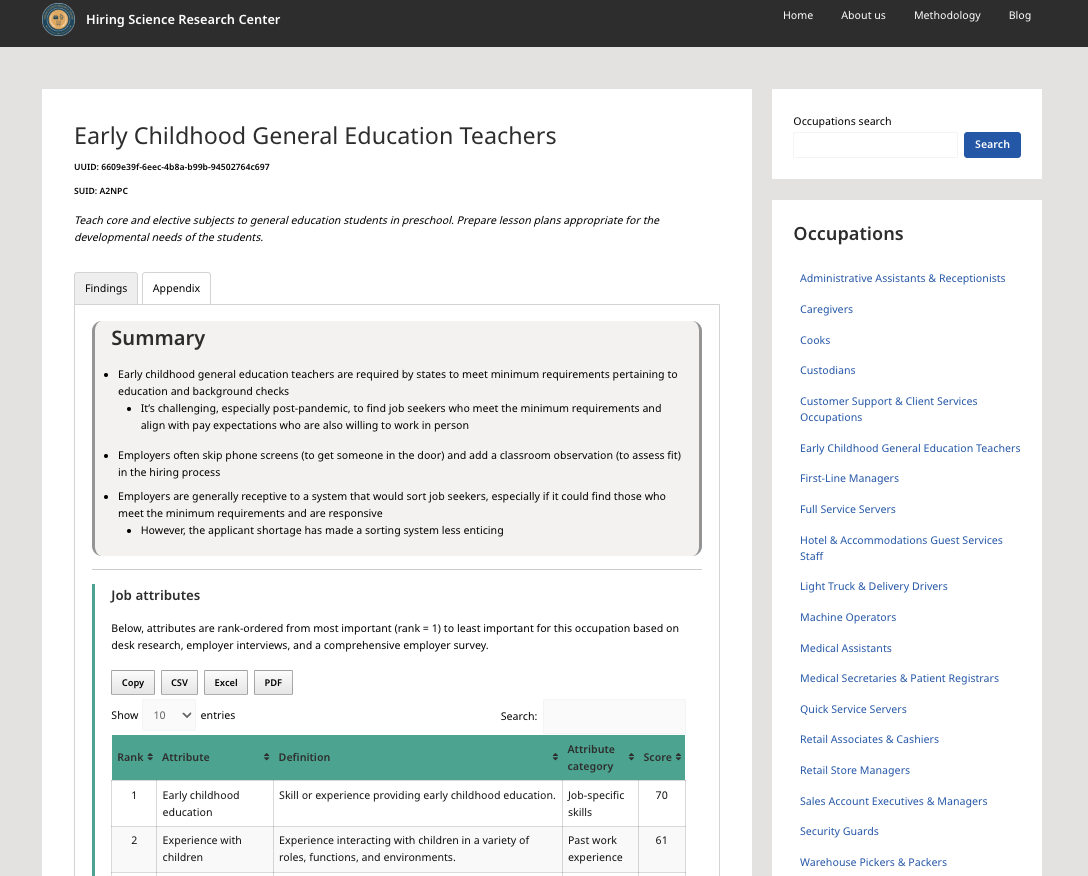 Hiring Science Research Center
Home About us Methodology Blog
Early Childhood General Education Teachers
UUID: 6609e39f-6eec-4b8a-b99b-94502764c697
SUID: A2NPC
Teach core and elective subjects to general education students in preschool. Prepare lesson plans appropriate for the
developmental needs of the students.
Findings Appendix
Summary
Early childhood general education teachers are required by states to meet minimum requirements pertaining to
education and background checks
It's challenging, especially post-pandemic, to find job seekers who meet the minimum requirements and
align with pay expectations who are also willing to work in person
Employers often skip phone screens (to get someone in the door) and add a classroom observation (to assess fit)
in the hiring process
Employers are generally receptive to a system that would sort job seekers, especially if it could find those who
meet the minimum requirements and are responsive
However, the applicant shortage has made a sorting system less enticing
Job attributes
Below, attributes are rank-ordered from most important (rank = 1) to least important for this occupation based on
desk research, employer interviews, and a comprehensive employer survey.
Copy CSV Excel PDF
Show 10 entries Search:
Rank Attribute Definition Attribute category Score
1 Early childhood education Skill or experience providing early childhood education. Job-specific skills 70
2 Experience with children Experience interacting with children in a variety of roles, functions, and environments. Past work experience 61
Occupations search
Search
Occupations
Administrative Assistants & Receptionists
Caregivers
Cooks
Custodians
Customer Support & Client Services
Occupations
Early Childhood General Education Teachers
First-Line Managers
Full Service Servers
Hotel & Accommodations Guest Services
Staff
Light Truck & Delivery Drivers
Machine Operators
Medical Assistants
Medical Secretaries & Patient Registrars
Quick Service Servers
Retail Associates & Cashiers
Retail Store Managers
Sales Account Executives & Managers
Security Guards
Warehouse Pickers & Packers